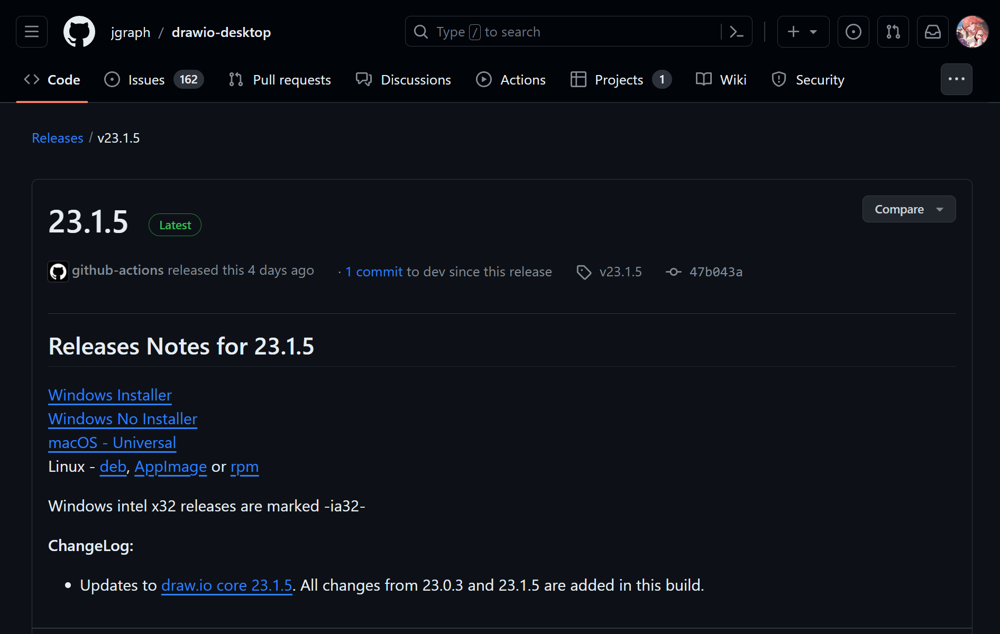 jgraph / drawio-desktop
Type / to search
Code
Issues 162
Pull requests
Discussions
Actions
Projects 1
Wiki
Security
Releases / v23.1.5
23.1.5 Latest
Compare
github-actions released this 4 days ago · 1 commit to dev since this release v23.1.5 47b043a
Releases Notes for 23.1.5
Windows Installer
Windows No Installer
macOS - Universal
Linux - deb, AppImage or rpm
Windows intel x32 releases are marked -ia32-
ChangeLog:
• Updates to draw.io core 23.1.5. All changes from 23.0.3 and 23.1.5 are added in this build.